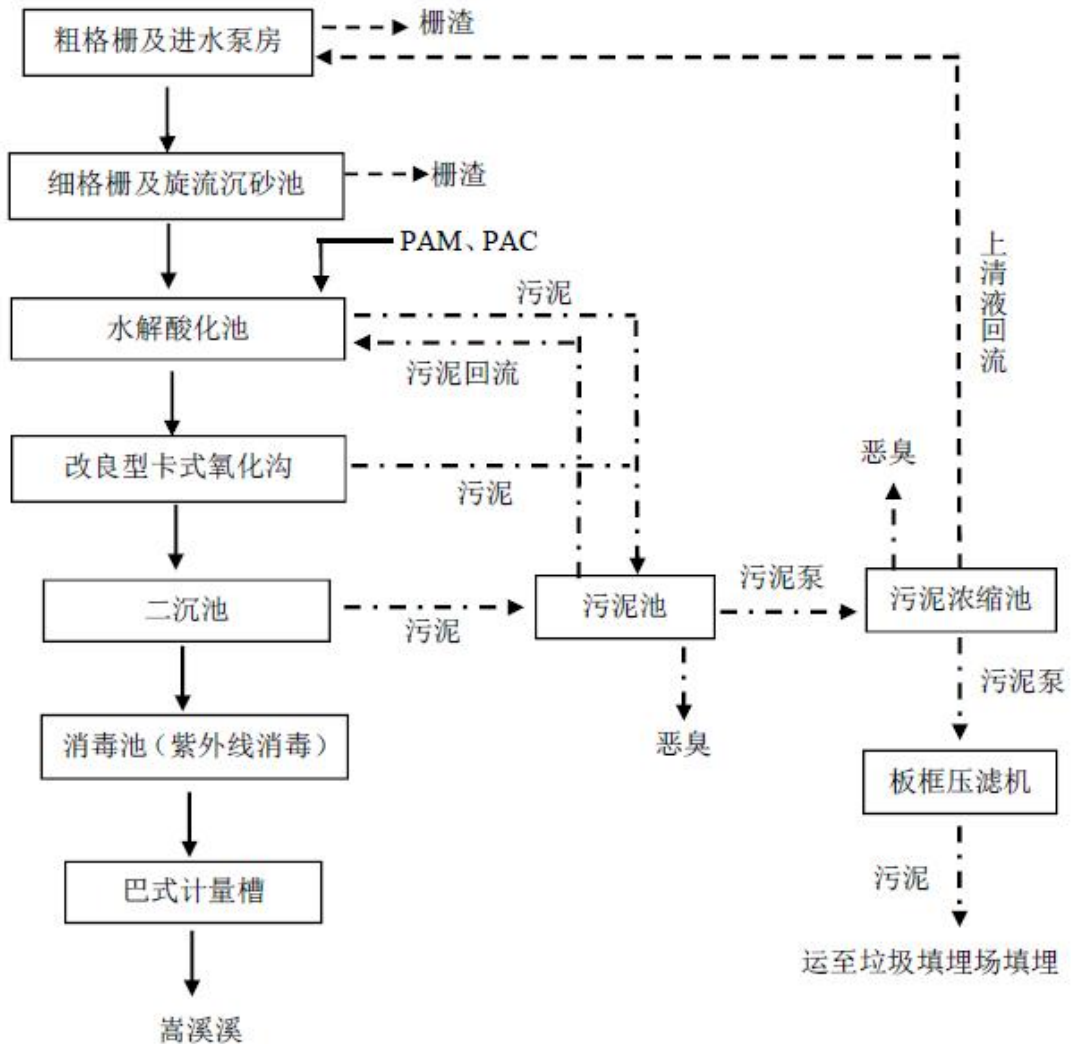 粗格栅及进水泵房
栅渣
细格栅及旋流沉砂池
栅渣
PAM、PAC
上清液回流
污泥
水解酸化池
污泥回流
改良型卡式氧化沟
污泥
恶臭
二沉池
污泥
污泥池
污泥泵
污泥浓缩池
污泥泵
恶臭
消毒池（紫外线消毒）
板框压滤机
巴式计量槽
污泥
运至垃圾填埋场填埋
嵩溪溪